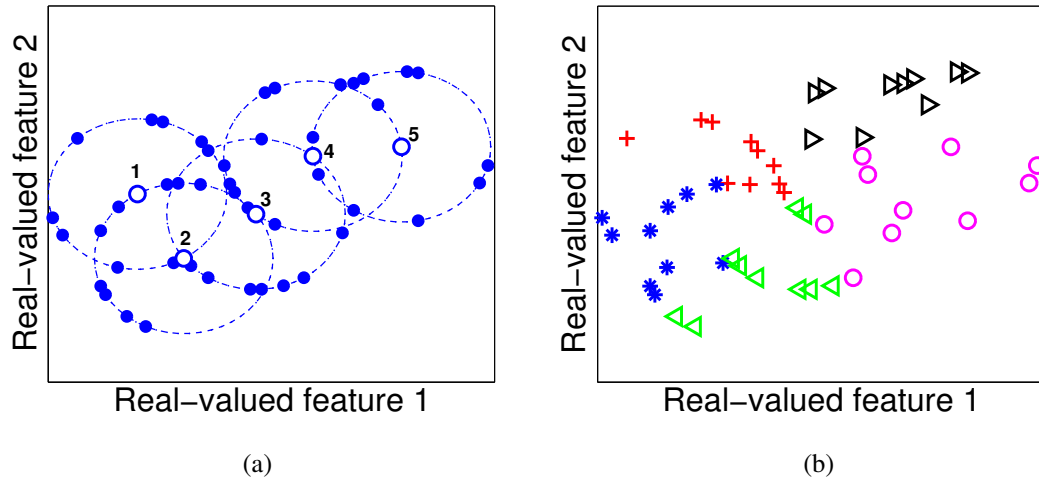 Real-valued feature 2
1
2
3
4
5
Real-valued feature 1
(a)
Real-valued feature 2
Real-valued feature 1
(b)